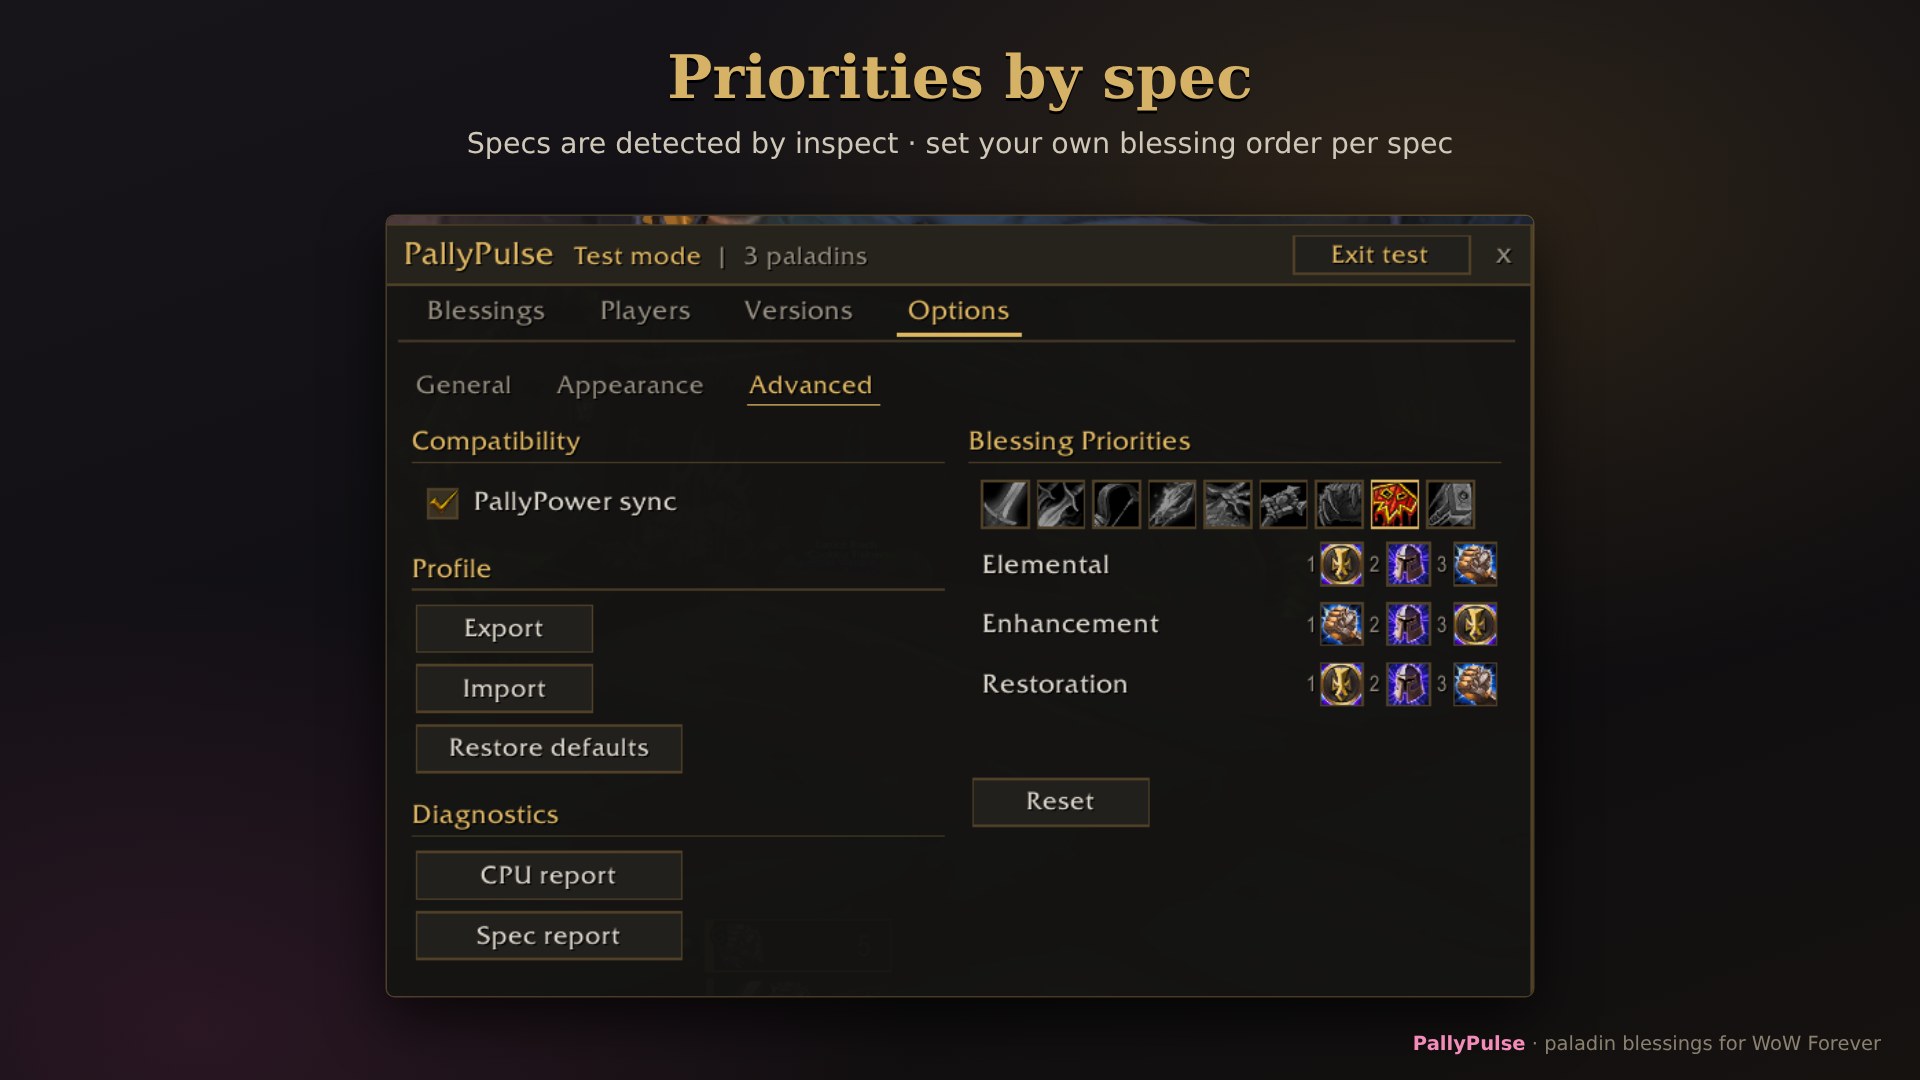 Priorities by spec
Specs are detected by inspect · set your own blessing order per spec
PallyPulse Test mode | 3 paladins Exit test x
Blessings Players Versions Options
General Appearance Advanced
Compatibility
PallyPower sync
Profile
Export
Import
Restore defaults
Diagnostics
CPU report
Spec report
Blessing Priorities
Elemental 1 2 3
Enhancement 1 2 3
Restoration 1 2 3
Reset
PallyPulse · paladin blessings for WoW Forever